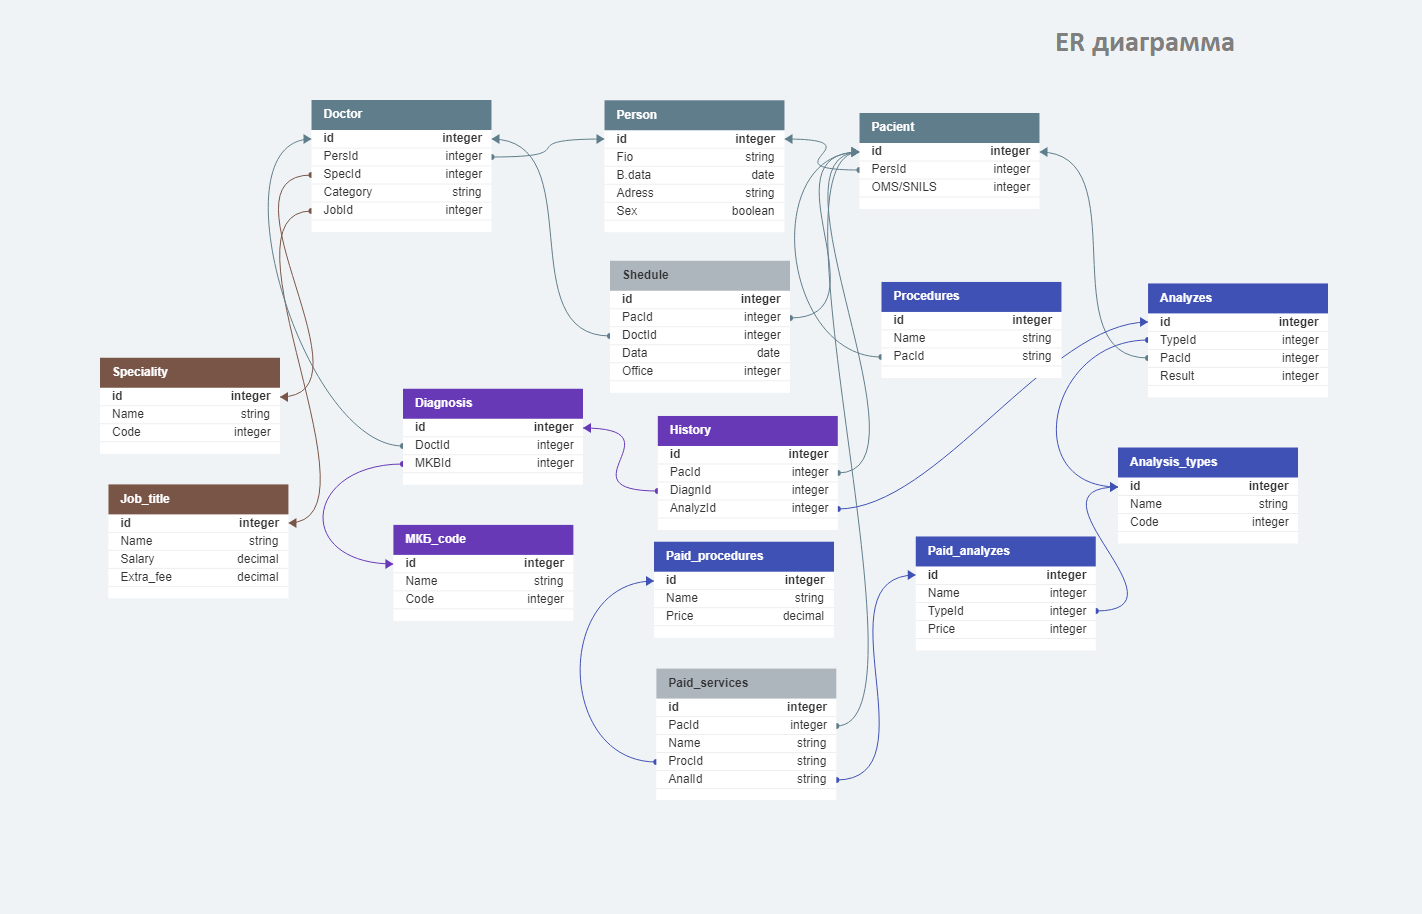 ER диаграмма
Doctor
id integer
PersId integer
SpecId integer
Category string
JobId integer
Person
id integer
Fio string
B.data date
Adress string
Sex boolean
Pacient
id integer
PersId integer
OMS/SNILS integer
Shedule
id integer
PacId integer
DoctId integer
Data date
Office integer
Procedures
id integer
Name string
PacId string
Analyzes
id integer
TypeId integer
PacId integer
Result integer
Speciality
id integer
Name string
Code integer
Diagnosis
id integer
DoctId integer
MKBId integer
History
id integer
PacId integer
DiagnId integer
AnalyzId integer
Analysis_types
id integer
Name string
Code integer
Job_title
id integer
Name string
Salary decimal
Extra_fee decimal
МКБ_code
id integer
Name string
Code integer
Paid_procedures
id integer
Name string
Price decimal
Paid_analyzes
id integer
Name integer
TypeId integer
Price integer
Paid_services
id integer
PacId integer
Name string
ProcId string
AnalId string